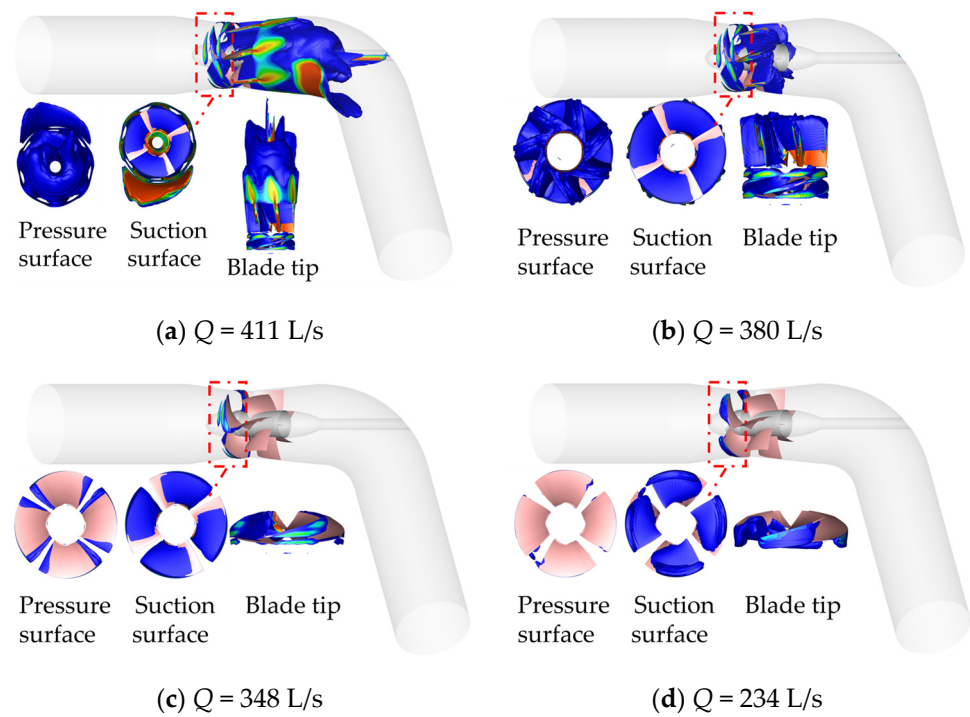 Pressure
surface
Suction
surface
Blade tip
(a) Q = 411 L/s
Pressure
surface
Suction
surface
Blade tip
(b) Q = 380 L/s
Pressure
surface
Suction
surface
Blade tip
(c) Q = 348 L/s
Pressure
surface
Suction
surface
Blade tip
(d) Q = 234 L/s